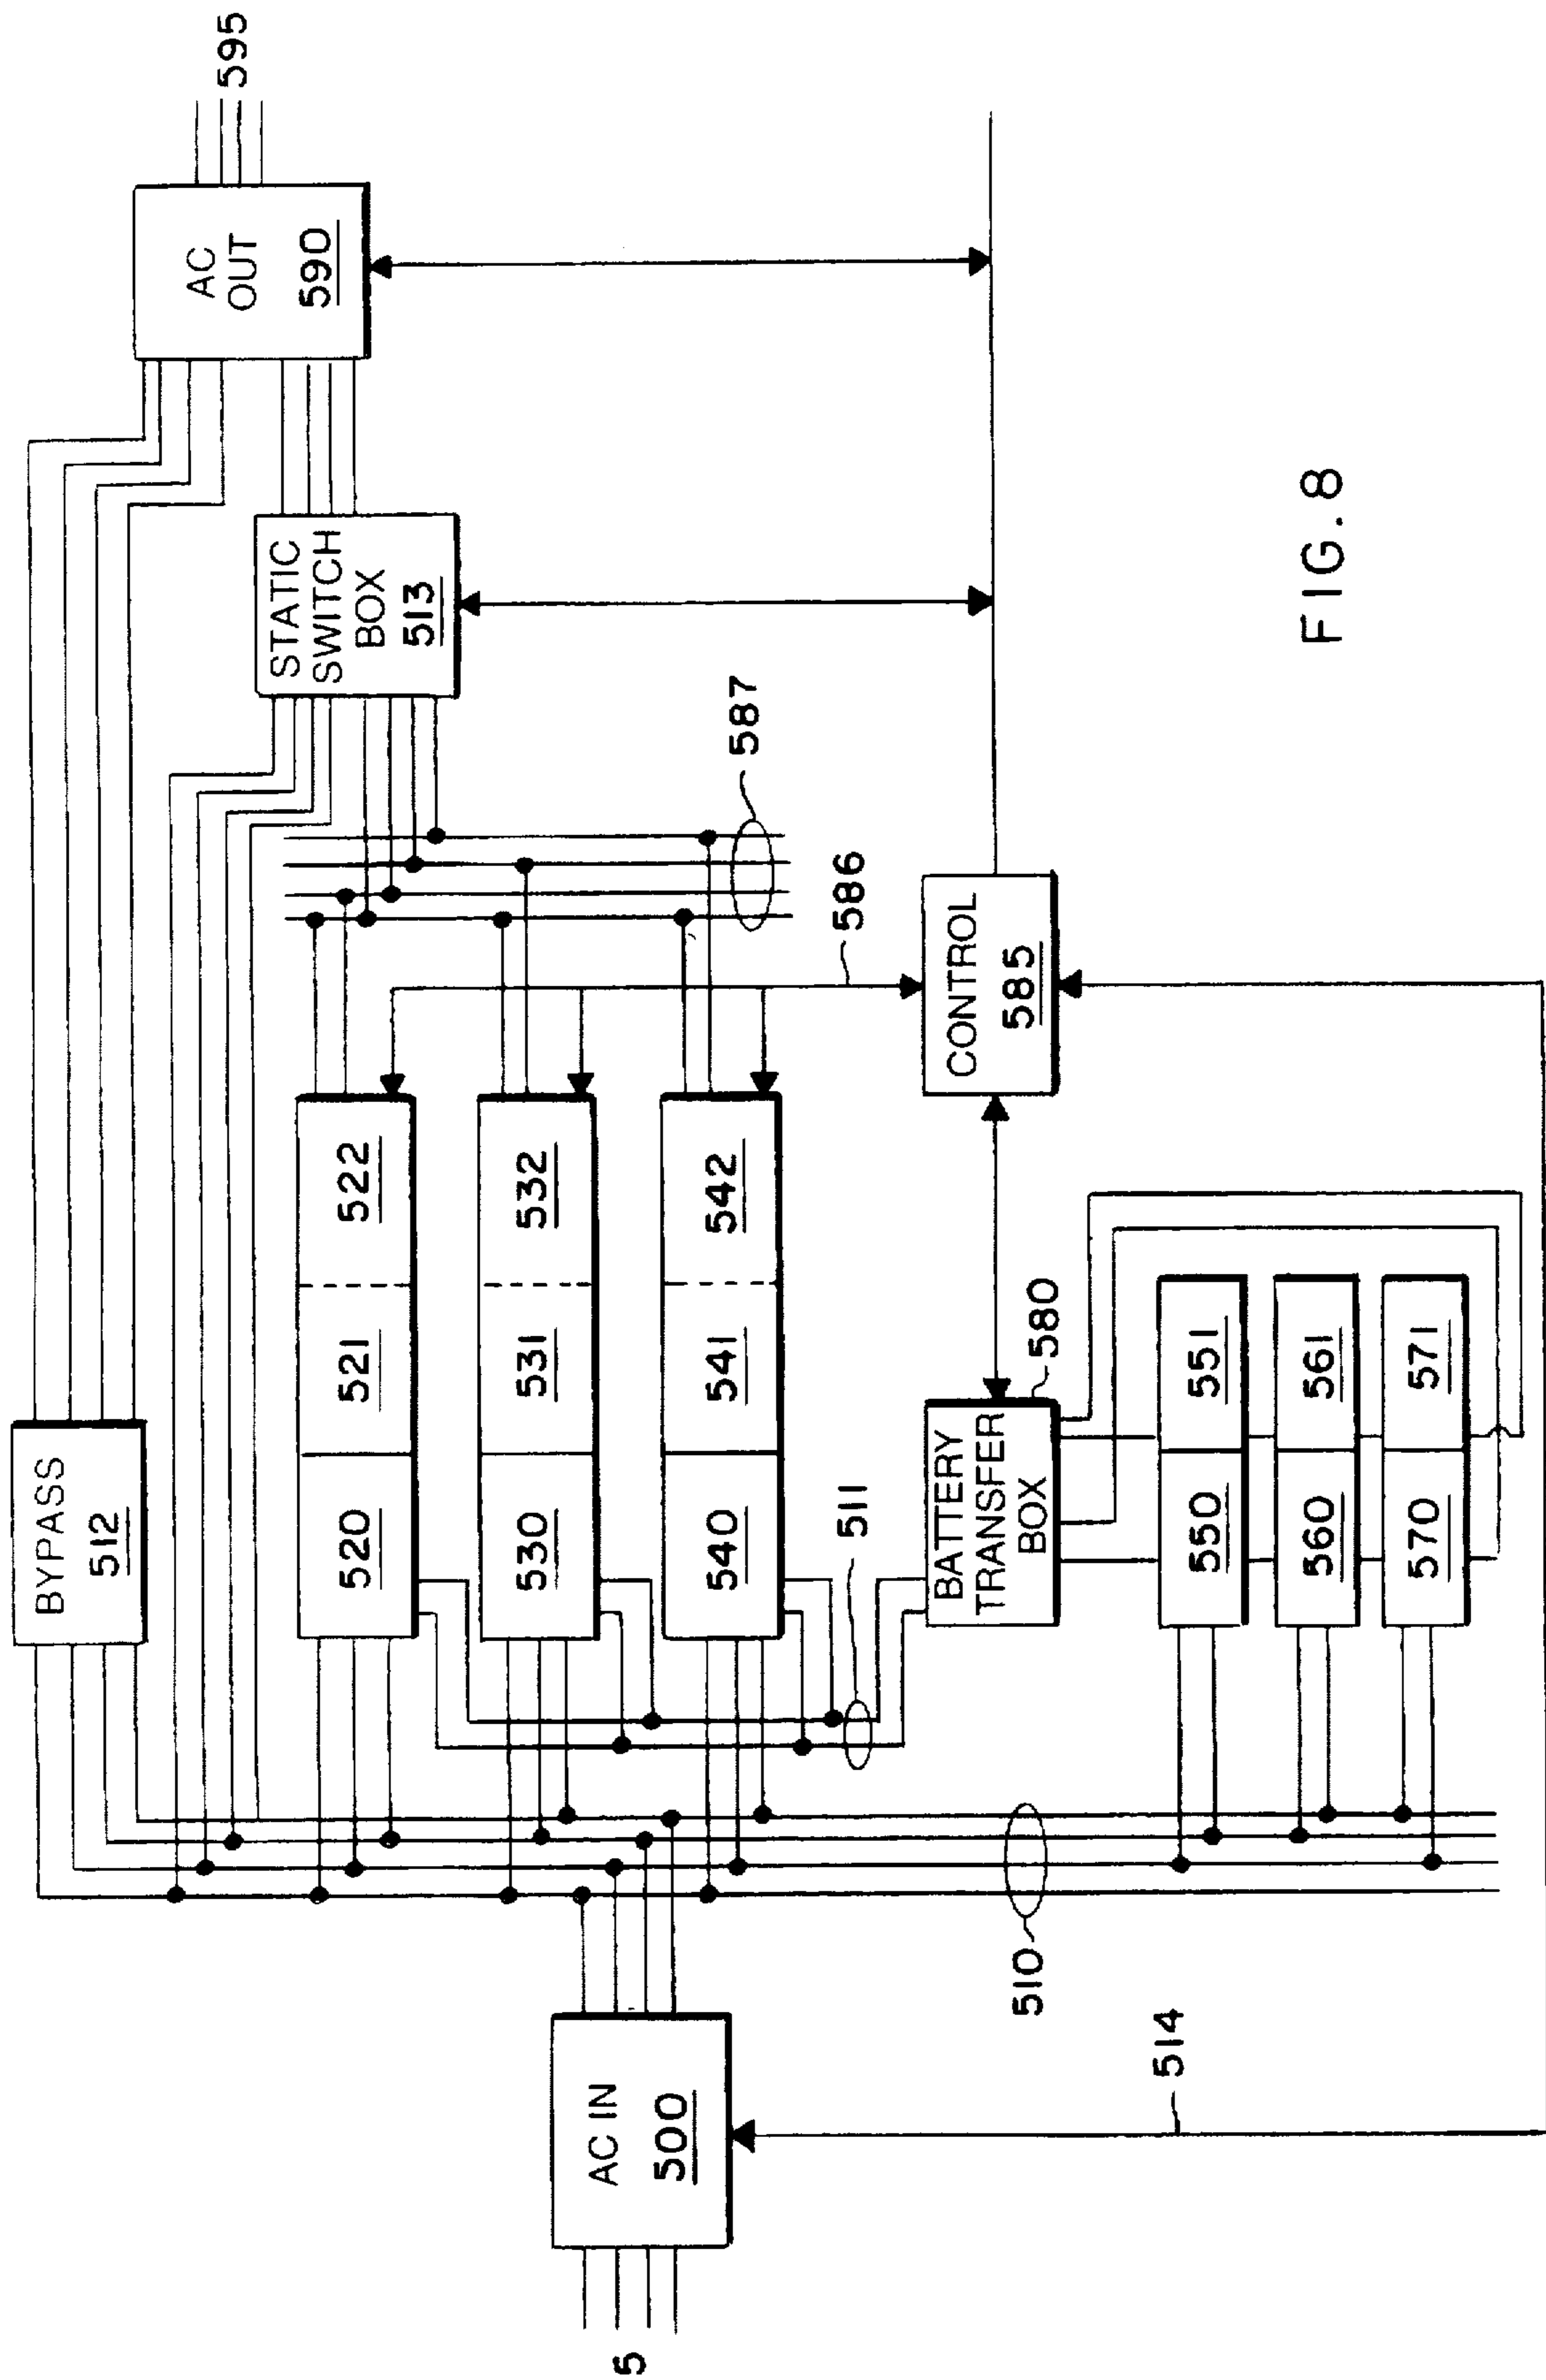 BYPASS
512
AC
OUT
590
595
STATIC
SWITCH
BOX
513
520
521
522
587
530
531
532
540
541
542
586
511
AC IN
500
5
BATTERY
TRANSFER
BOX
580
CONTROL
585
510
550
551
560
561
570
571
514
FIG. 8